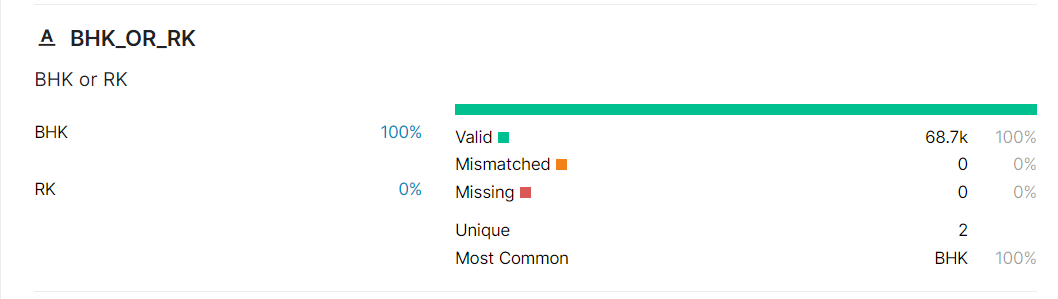 A BHK_OR_RK
BHK or RK
BHK 100%
RK 0%
Valid 68.7k 100%
Mismatched 0 0%
Missing 0 0%
Unique 2
Most Common BHK 100%